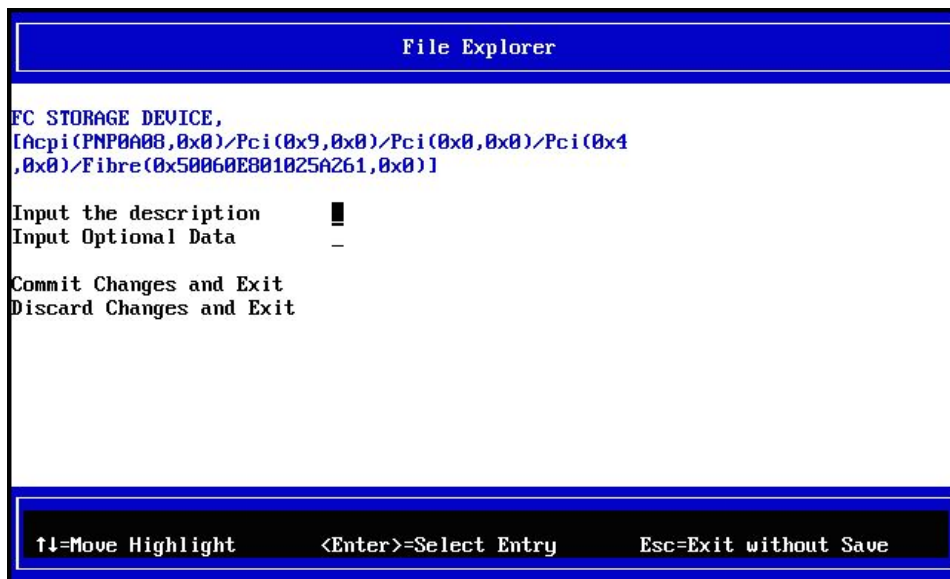 File Explorer
FC STORAGE DEVICE,
[Acpi(PNP0A08,0x0)/Pci(0x9,0x0)/Pci(0x0,0x0)/Pci(0x4
,0x0)/Fibre(0x50060E801025A261,0x0)]
Input the description _
Input Optional Data _
Commit Changes and Exit
Discard Changes and Exit
↑↓=Move Highlight <Enter>=Select Entry Esc=Exit without Save